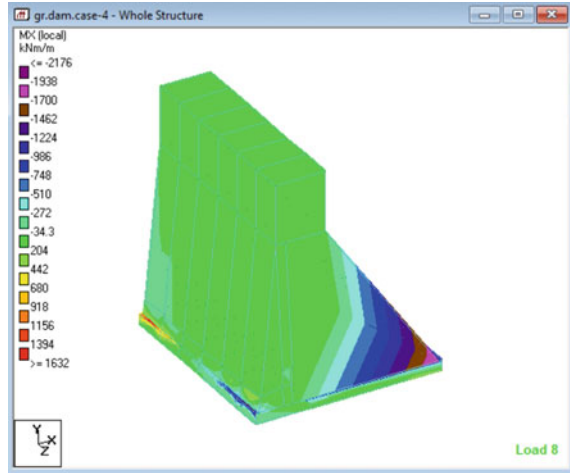 gr.dam.case-4 - Whole Structure
MX (local)
kNm/m
<= -2176
-1938
-1700
-1462
-1224
-986
-748
-510
-272
-34.3
204
442
680
918
1156
1394
>= 1632
Y
X
Z
Load 8